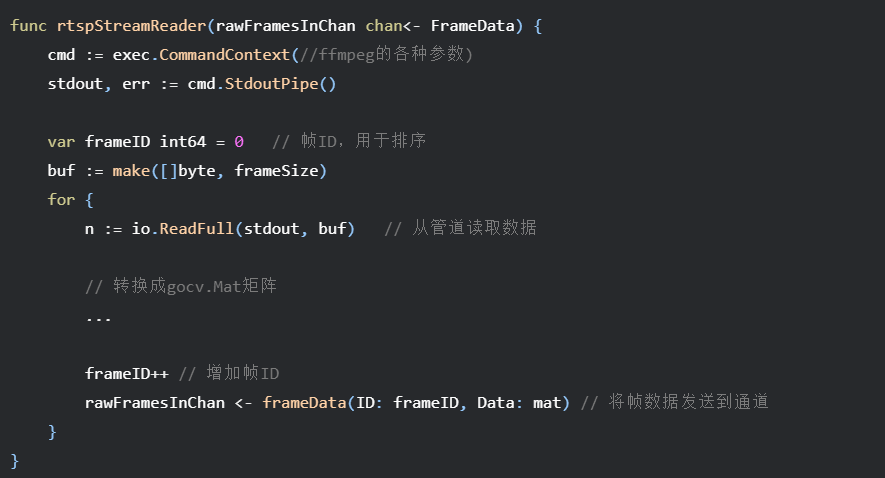 func rtspStreamReader(rawFramesInChan chan<- FrameData) {
    cmd := exec.CommandContext(//ffmpeg的各种参数)
    stdout, err := cmd.StdoutPipe()

    var frameID int64 = 0   // 帧ID，用于排序
    buf := make([]byte, frameSize)
    for {
        n := io.ReadFull(stdout, buf)   // 从管道读取数据

        // 转换成gocv.Mat矩阵
        ...

        frameID++ // 增加帧ID
        rawFramesInChan <- frameData(ID: frameID, Data: mat) // 将帧数据发送到通道
    }
}